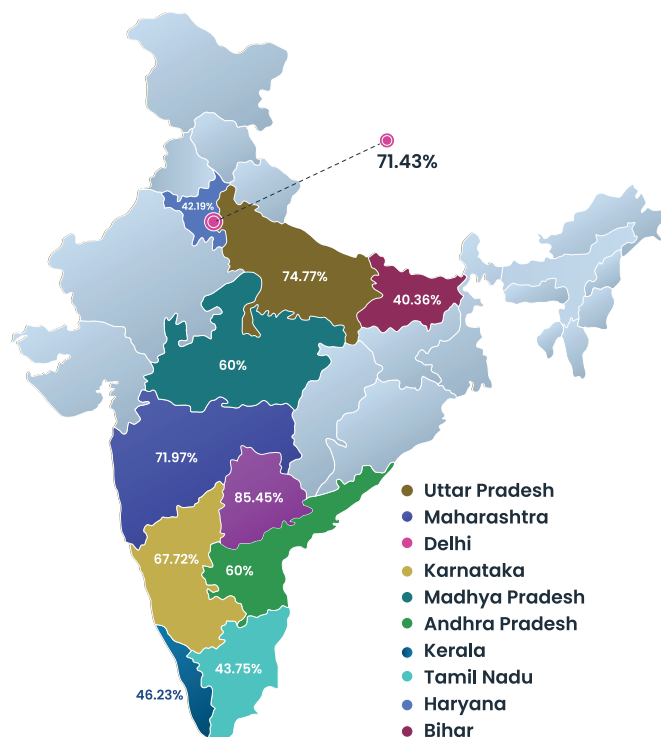 71.43%
42.19%
74.77%
40.36%
60%
71.97%
85.45%
67.72%
60%
43.75%
46.23%
Uttar Pradesh
Maharashtra
Delhi
Karnataka
Madhya Pradesh
Andhra Pradesh
Kerala
Tamil Nadu
Haryana
Bihar